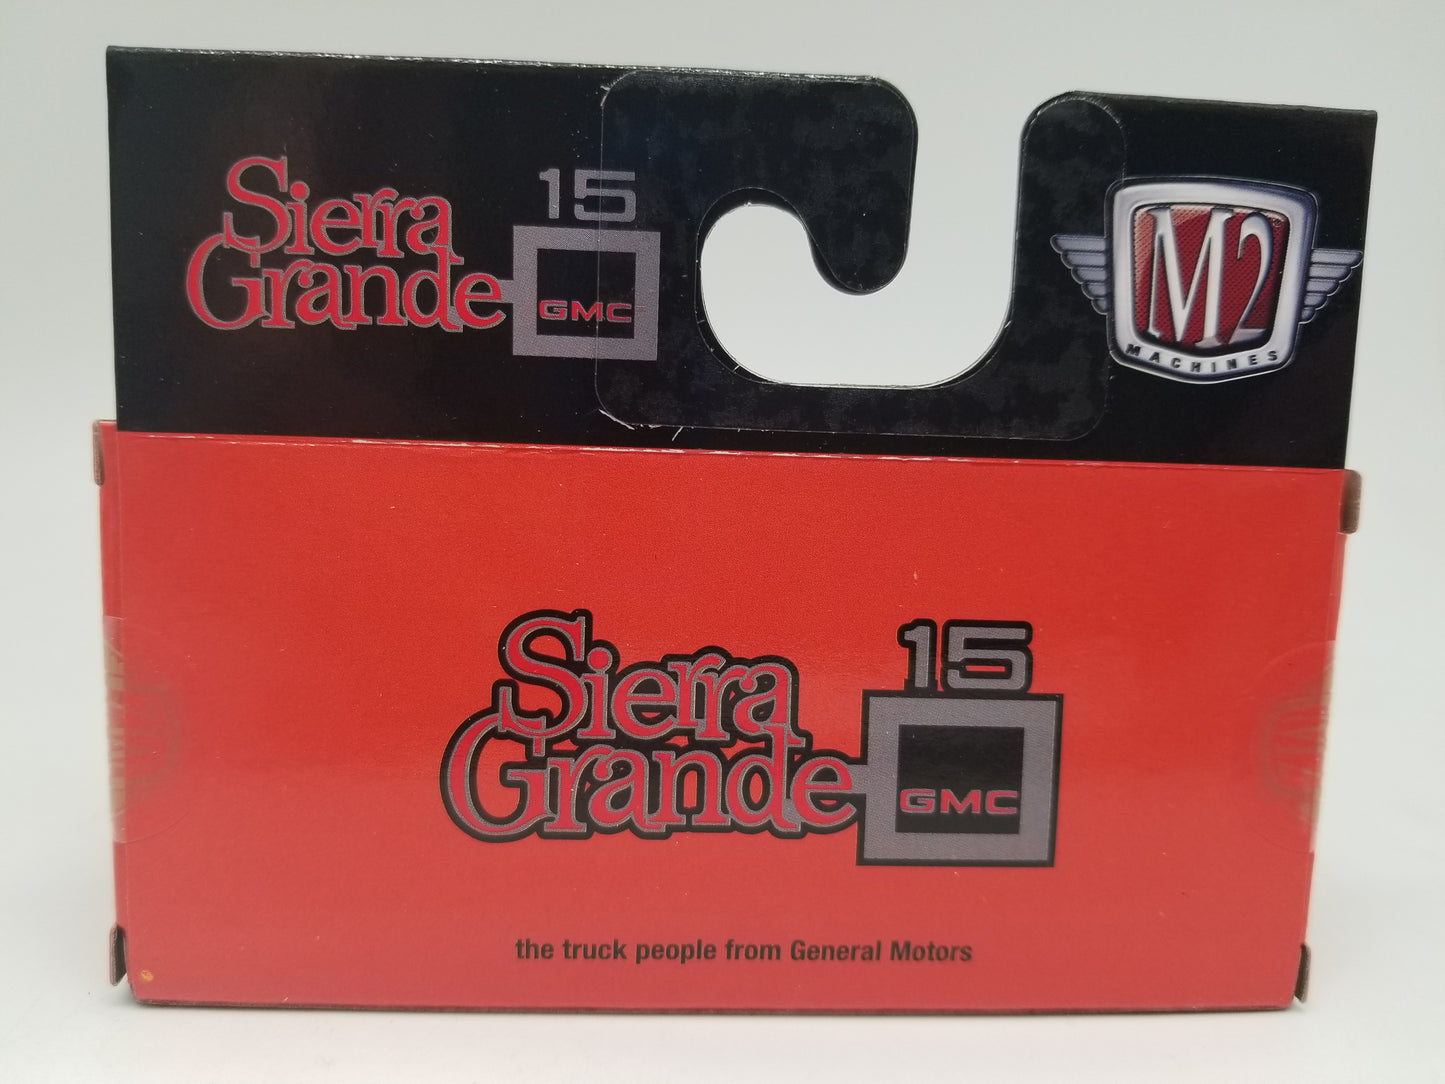 Sierra
Grande
15
GMC
M2
MACHINES
Sierra
Grande
15
GMC
the truck people from General Motors